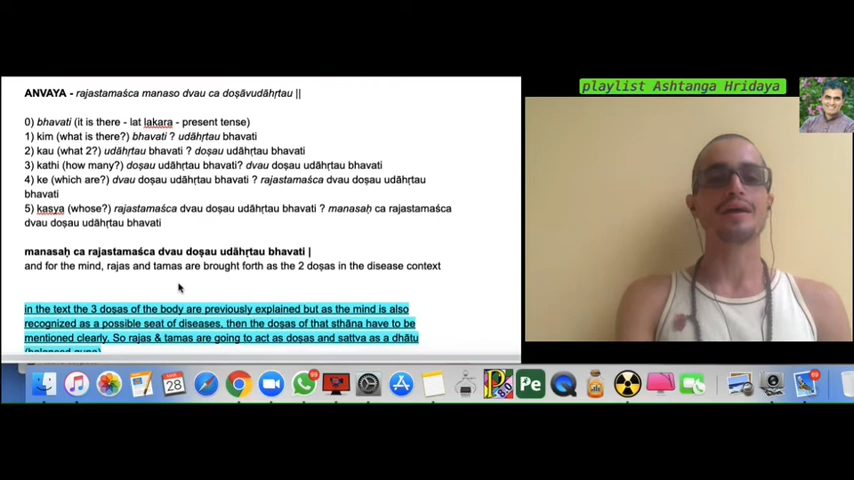 playlist Ashtanga Hridaya
ANVAYA - rajastamaśca manaso dvau ca doṣāvudāhṛtau ||
0) bhavati (it is there - lat lakara - present tense)
1) kim (what is there?) bhavati ? udāhṛtau bhavati
2) kau (what 2?) udāhṛtau bhavati ? doṣau udāhṛtau bhavati
3) kathi (how many?) doṣau udāhṛtau bhavati? dvau doṣau udāhṛtau bhavati
4) ke (which are?) dvau doṣau udāhṛtau bhavati ? rajastamaśca dvau doṣau udāhṛtau
bhavati
5) kasya (whose?) rajastamaśca dvau doṣau udāhṛtau bhavati ? manasaḥ ca rajastamaśca
dvau doṣau udāhṛtau bhavati
manasaḥ ca rajastamaśca dvau doṣau udāhṛtau bhavati |
and for the mind, rajas and tamas are brought forth as the 2 doṣas in the disease context
in the text the 3 doṣas of the body are previously explained but as the mind is also
recognized as a possible seat of diseases, then the doṣas of that sthāna have to be
mentioned clearly. So rajas & tamas are going to act as doṣas and sattva as a dhātu
(balanced guṇa)
28
Pe